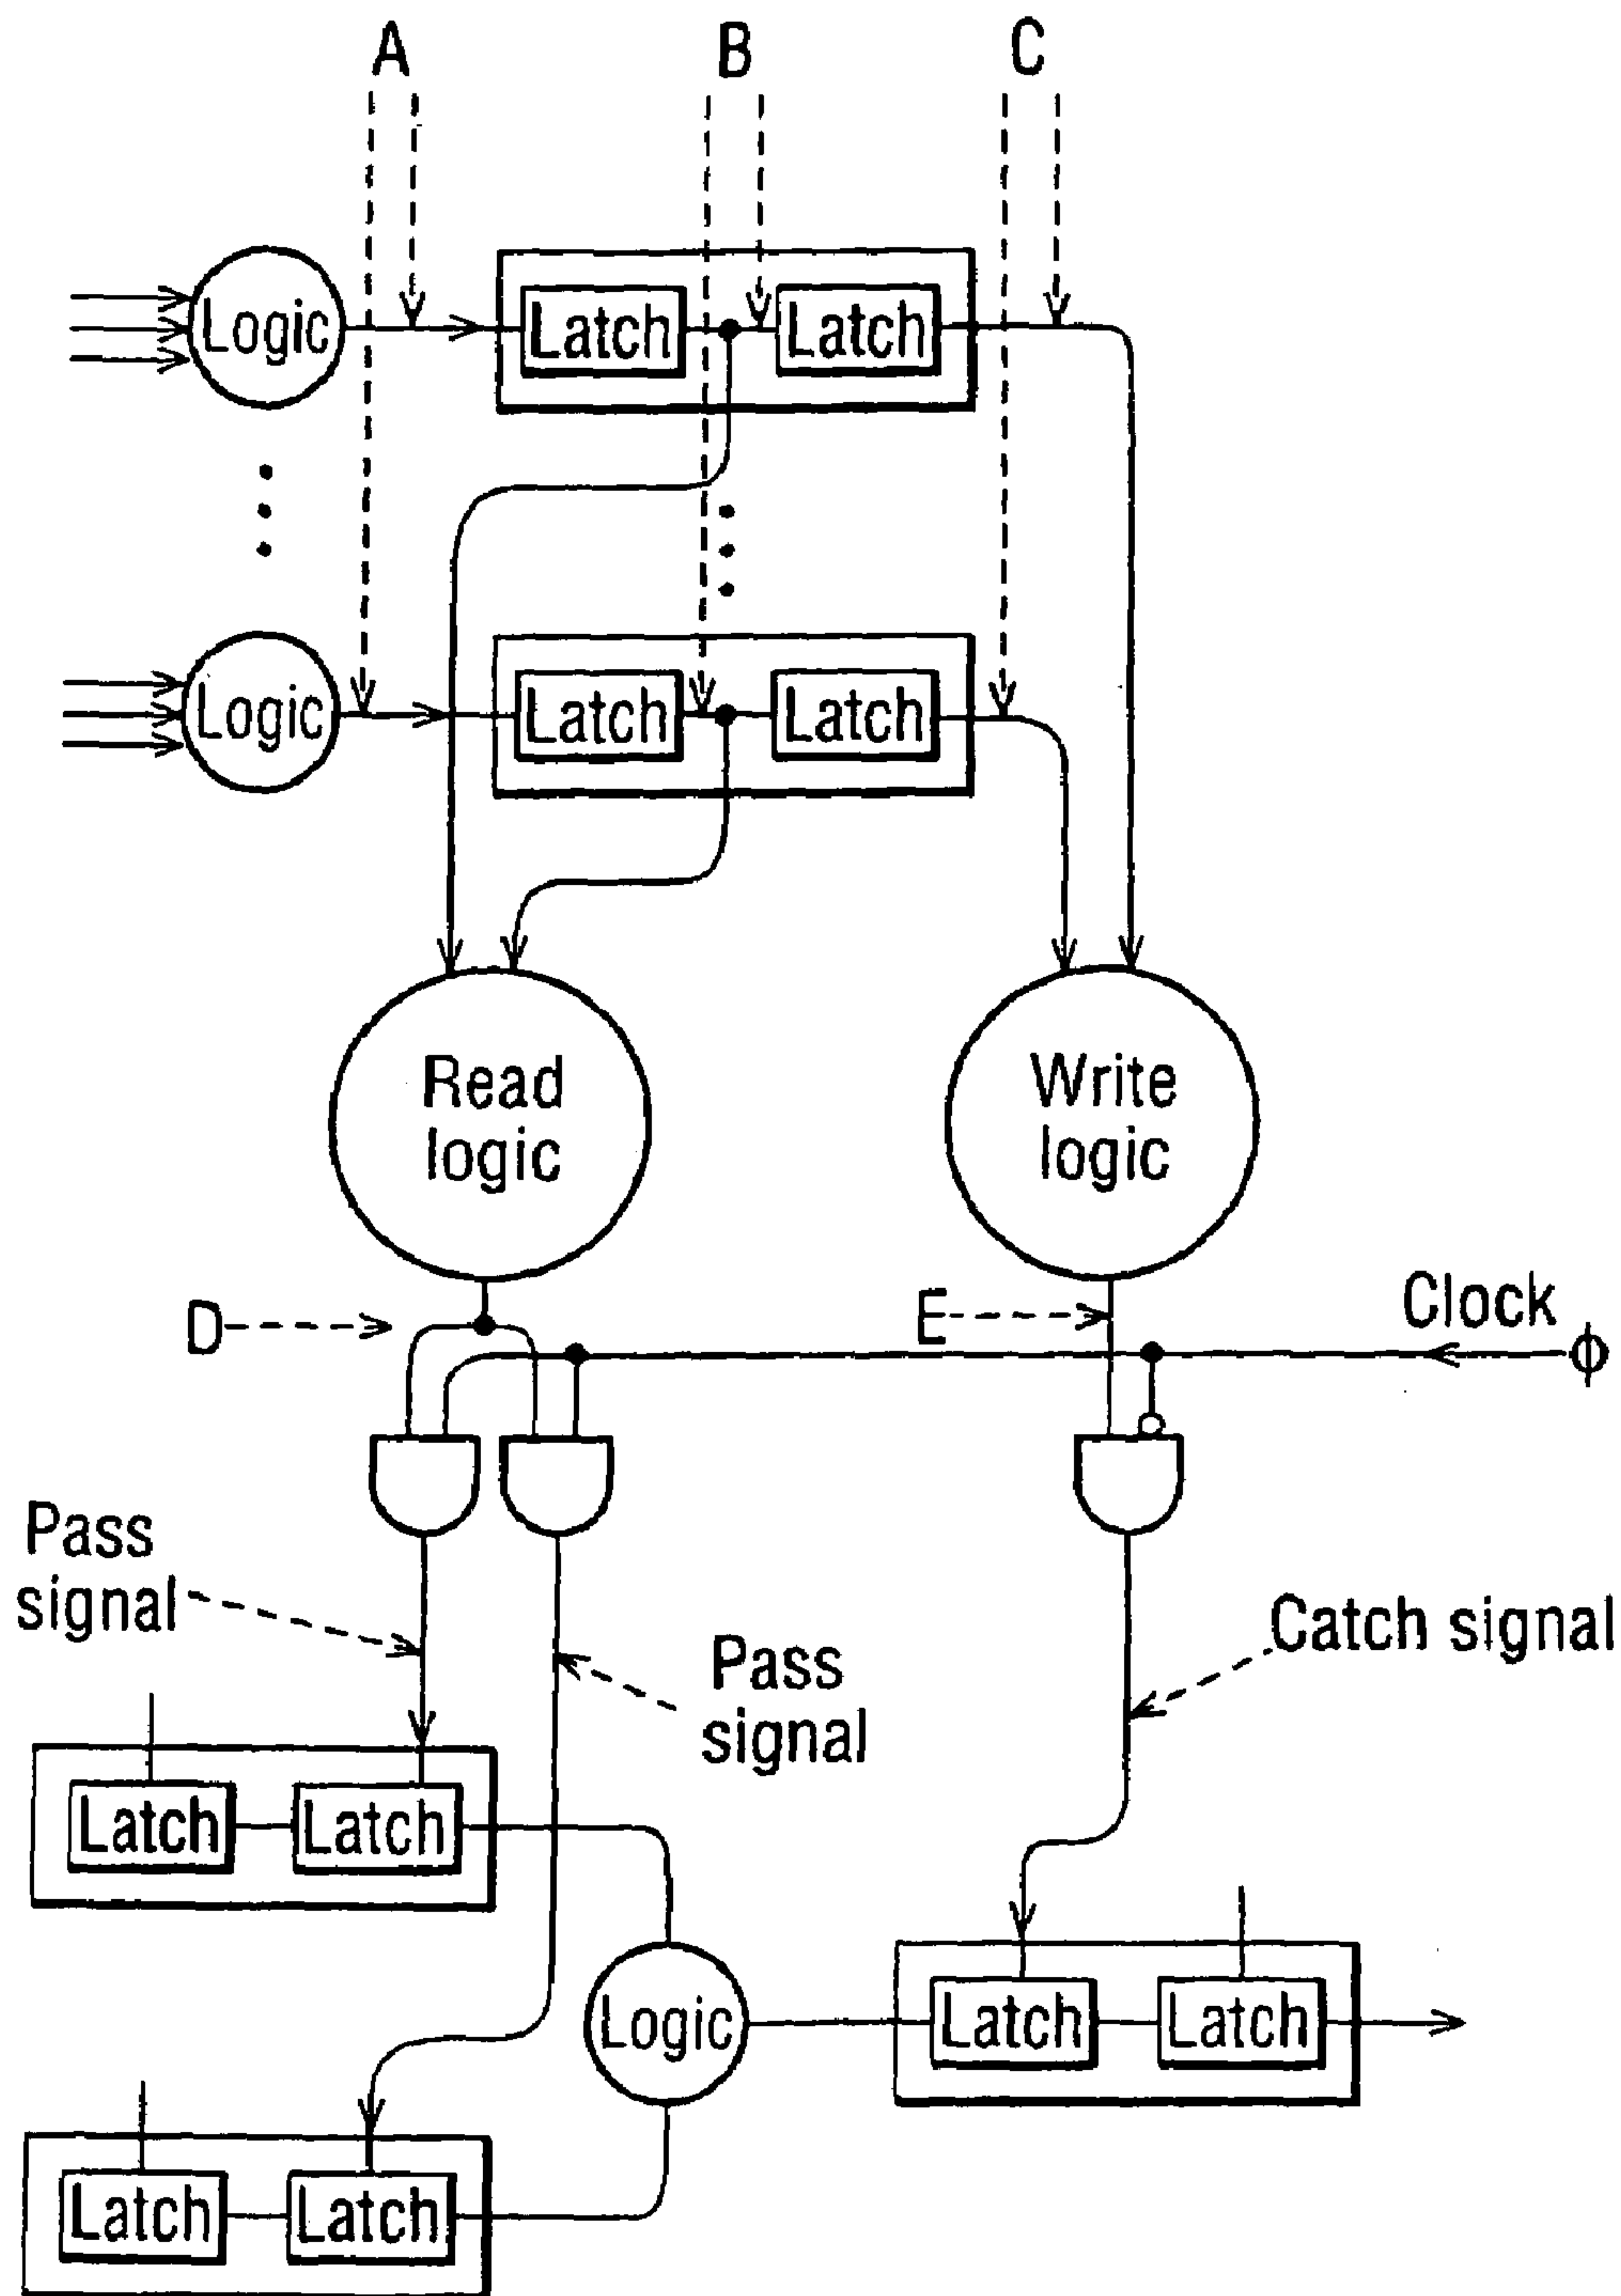 A
B
C
Logic
Latch
Latch
Logic
Latch
Latch
Read
logic
Write
logic
D
E
Clock
ϕ
Pass
signal
Pass
signal
Catch signal
Latch
Latch
Logic
Latch
Latch
Latch
Latch